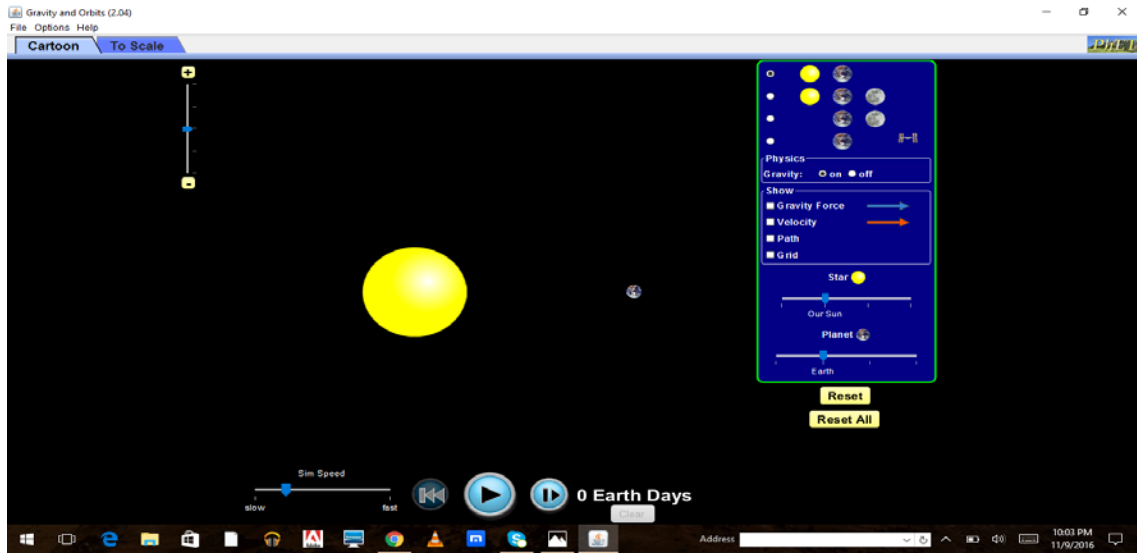 Gravity and Orbits (2.04)
File Options Help
Cartoon
To Scale
PhET
+
-
Physics
Gravity: on off
Show
Gravity Force
Velocity
Path
Grid
Star
Our Sun
Planet
Earth
Reset
Reset All
Sim Speed
slow
fast
0 Earth Days
Clear
Address
10:03 PM
11/9/2016